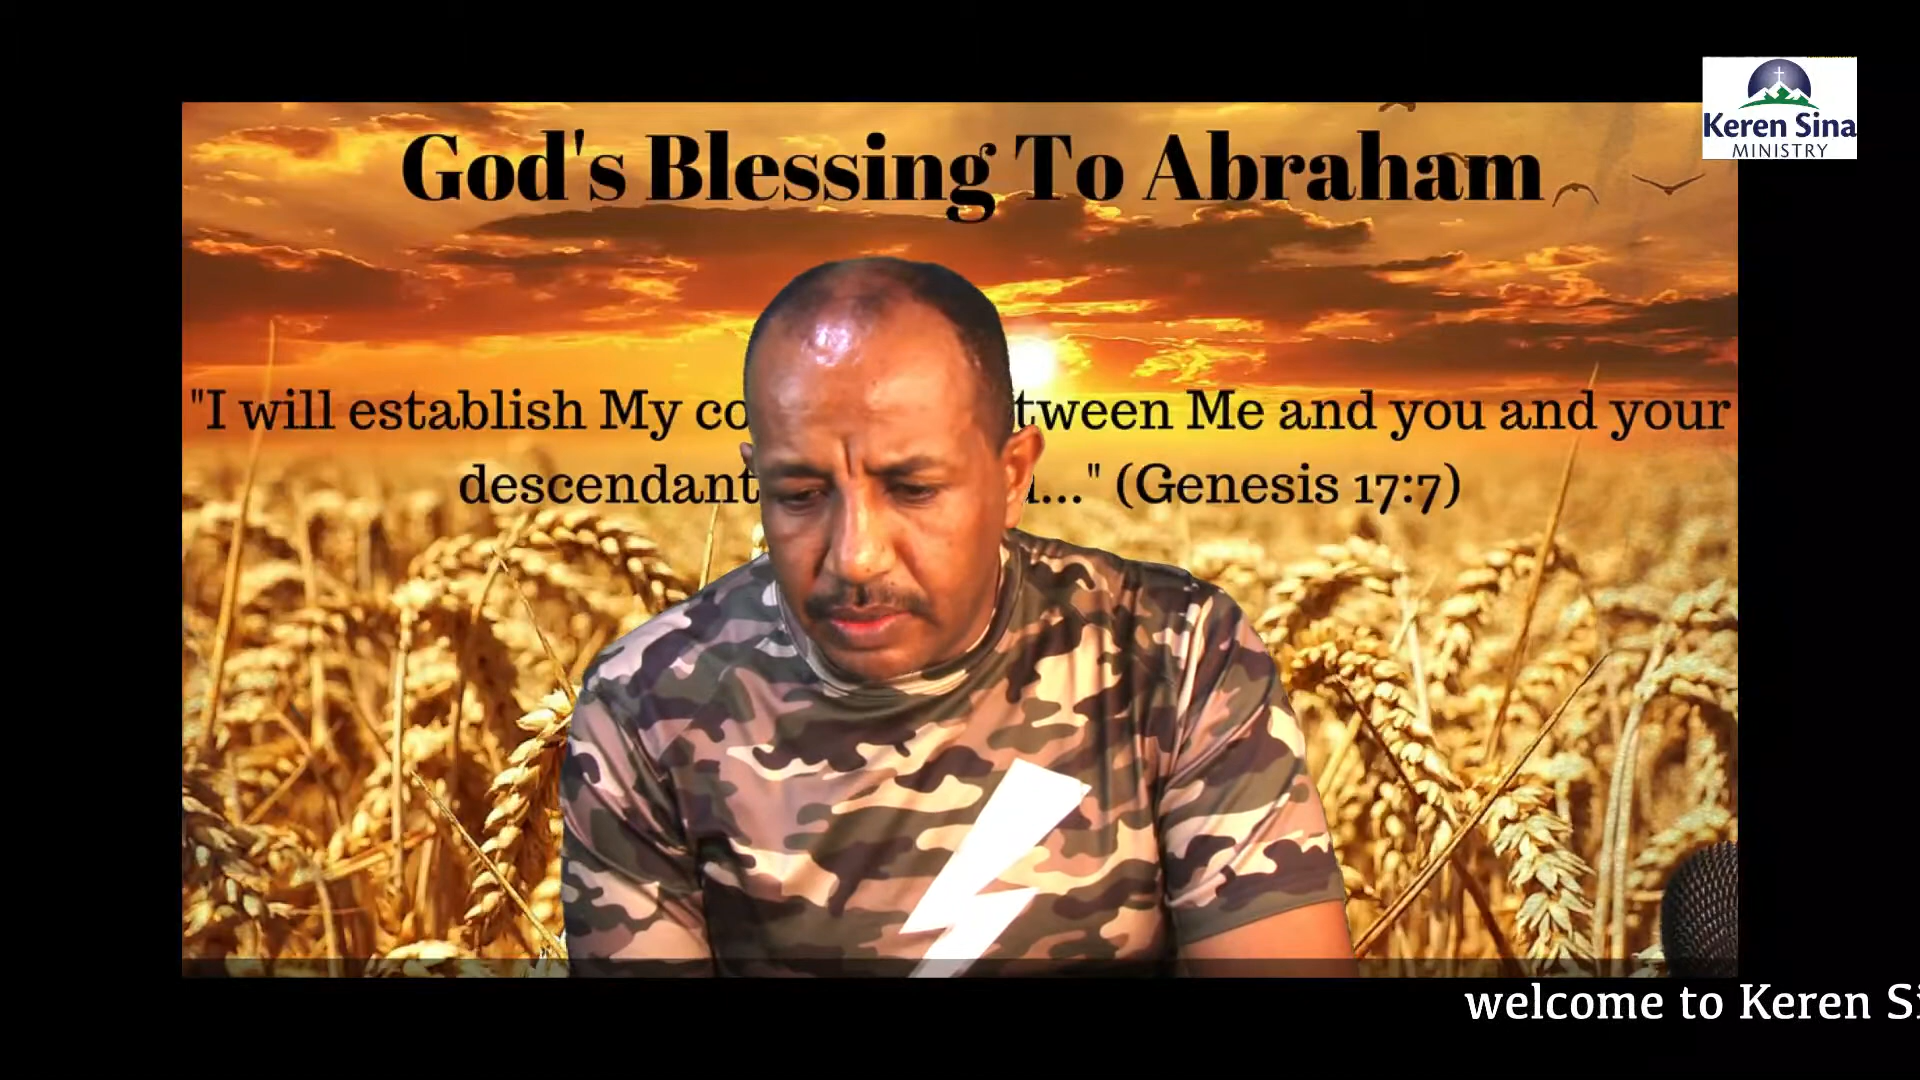 God's Blessing To Abraham
Keren Sina
MINISTRY
"I will establish My tween Me and you and your
descendant (Genesis 17:7)
welcome to Keren